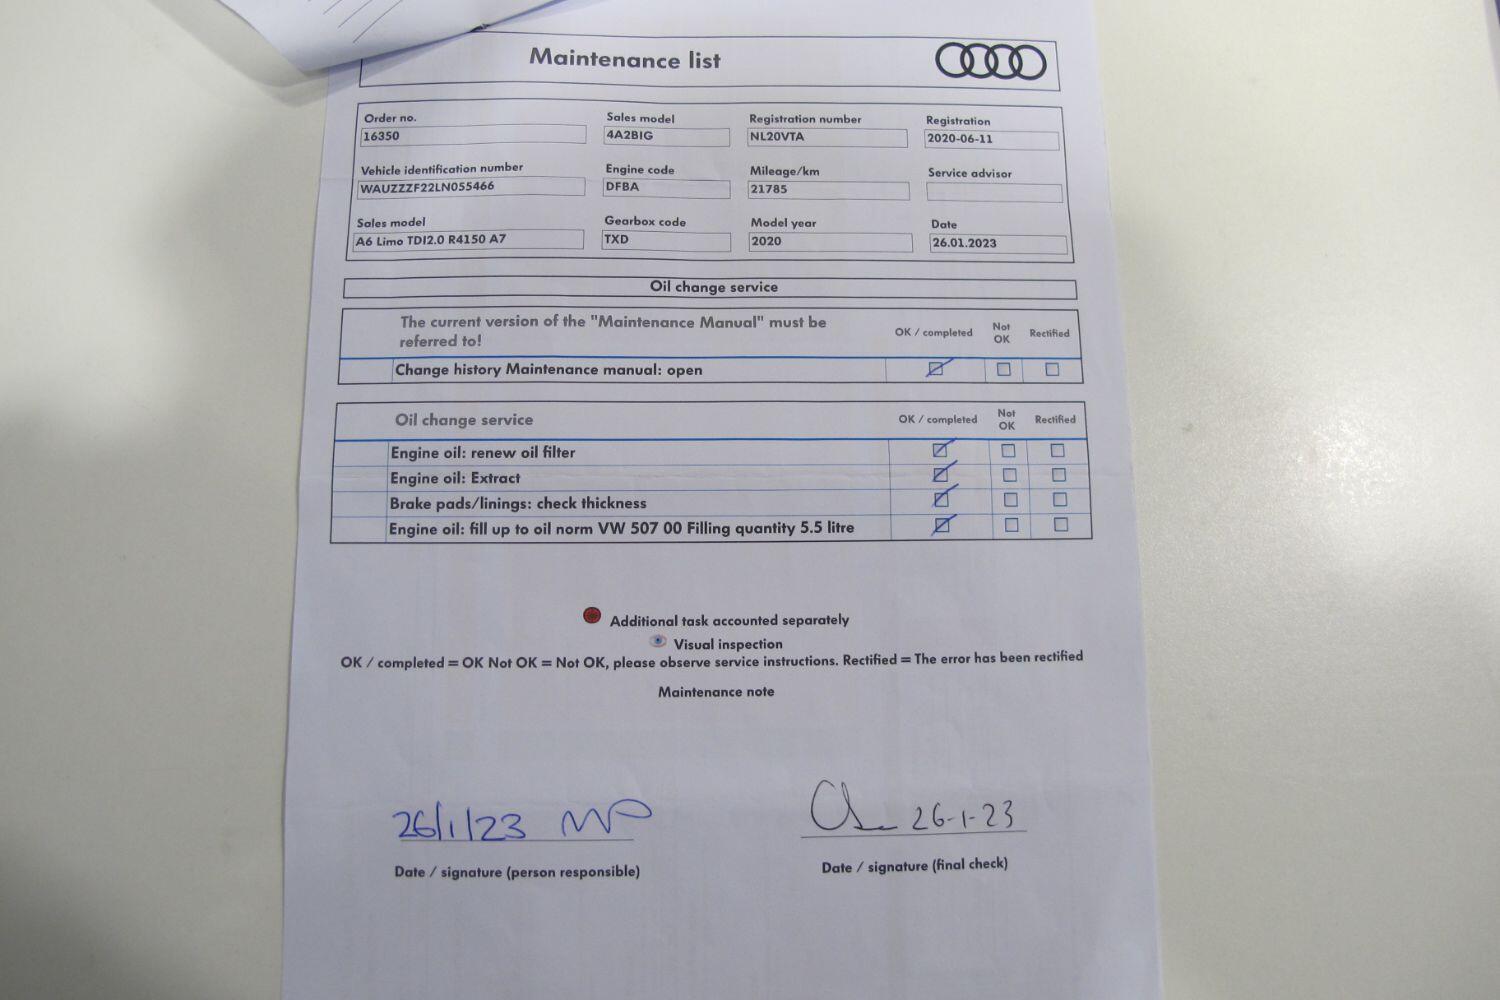 Maintenance list
Order no.
Sales model
Registration number
Registration
16350
4A2BIG
NL20VTA
2020-06-11
Vehicle identification number
Engine code
Mileage/km
Service advisor
WAUZZZF22LN055466
DFBA
21785
Sales model
Gearbox code
Model year
Date
A6 Limo TDI2.0 R4150 A7
TXD
2020
26.01.2023
Oil change service
The current version of the "Maintenance Manual" must be
referred to!
OK / completed
Not
OK
Rectified
Change history Maintenance manual: open
Oil change service
OK / completed
Not
OK
Rectified
Engine oil: renew oil filter
Engine oil: Extract
Brake pads/linings: check thickness
Engine oil: fill up to oil norm VW 507 00 Filling quantity 5.5 litre
Additional task accounted separately
Visual inspection
OK / completed = OK Not OK = Not OK, please observe service instructions. Rectified = The error has been rectified
Maintenance note
26/1/23
26-1-23
Date / signature (person responsible)
Date / signature (final check)